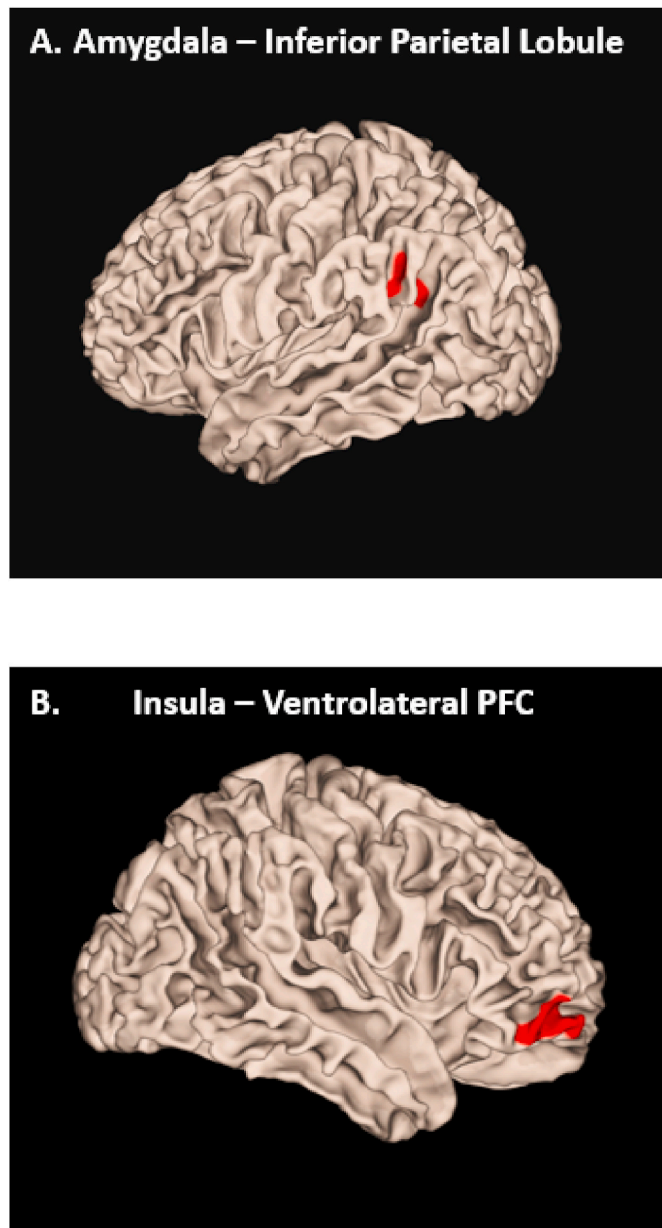 A. Amygdala – Inferior Parietal Lobule
B. Insula – Ventrolateral PFC